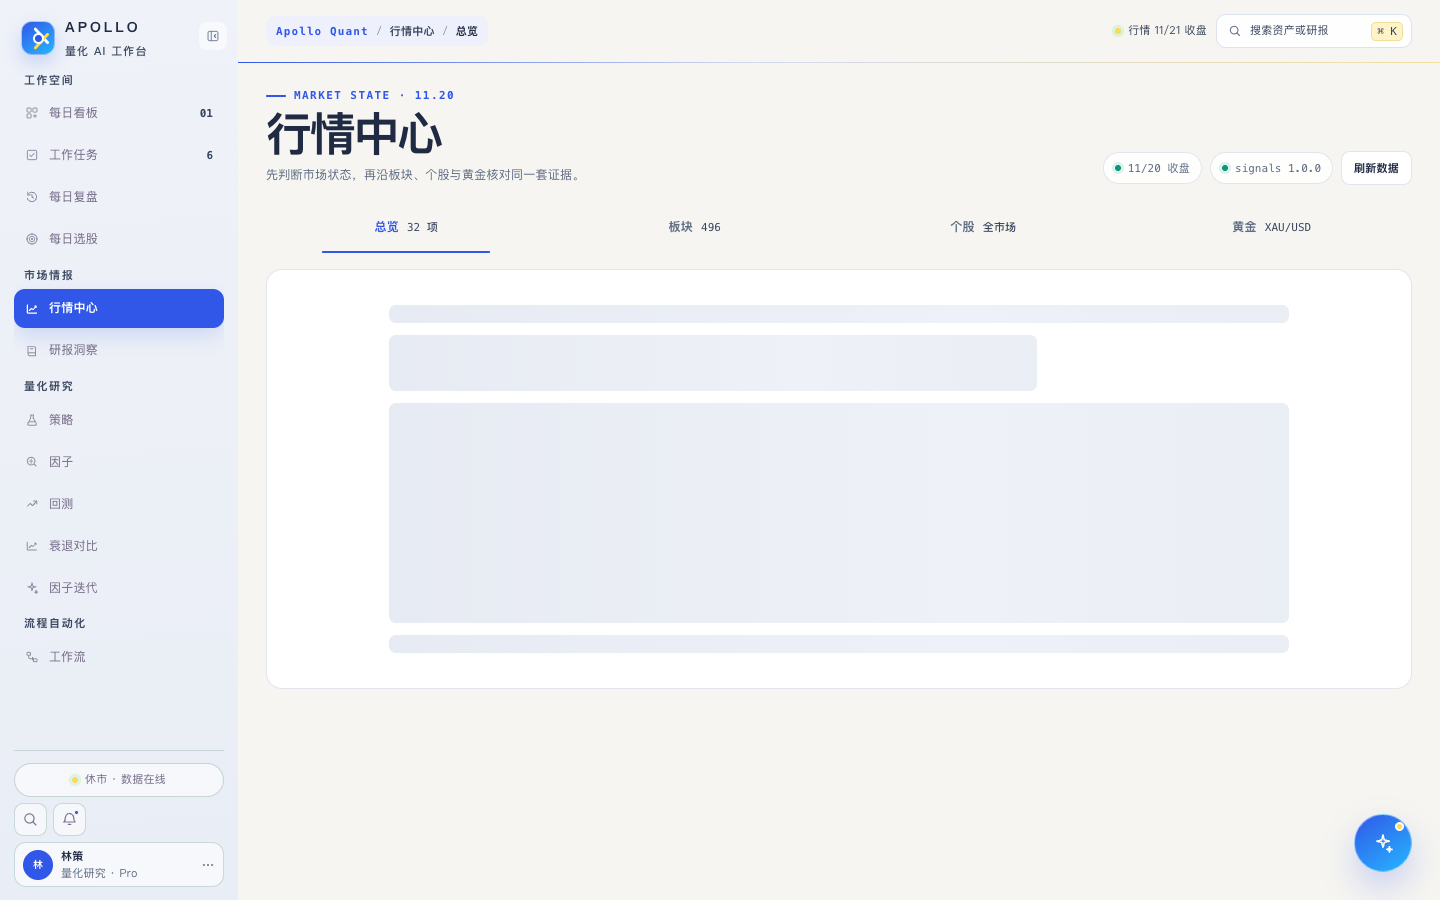 APOLLO
量化 AI 工作台
工作空间
每日看板 01
工作任务 6
每日复盘
每日选股
市场情报
行情中心
研报洞察
量化研究
策略
因子
回测
衰退对比
因子迭代
流程自动化
工作流
休市 · 数据在线
林
林策
量化研究 · Pro
Apollo Quant / 行情中心 / 总览
行情 11/21 收盘
搜索资产或研报
⌘ K
MARKET STATE · 11.20
行情中心
先判断市场状态，再沿板块、个股与黄金核对同一套证据。
11/20 收盘
signals 1.0.0
刷新数据
总览 32 项
板块 496
个股 全市场
黄金 XAU/USD